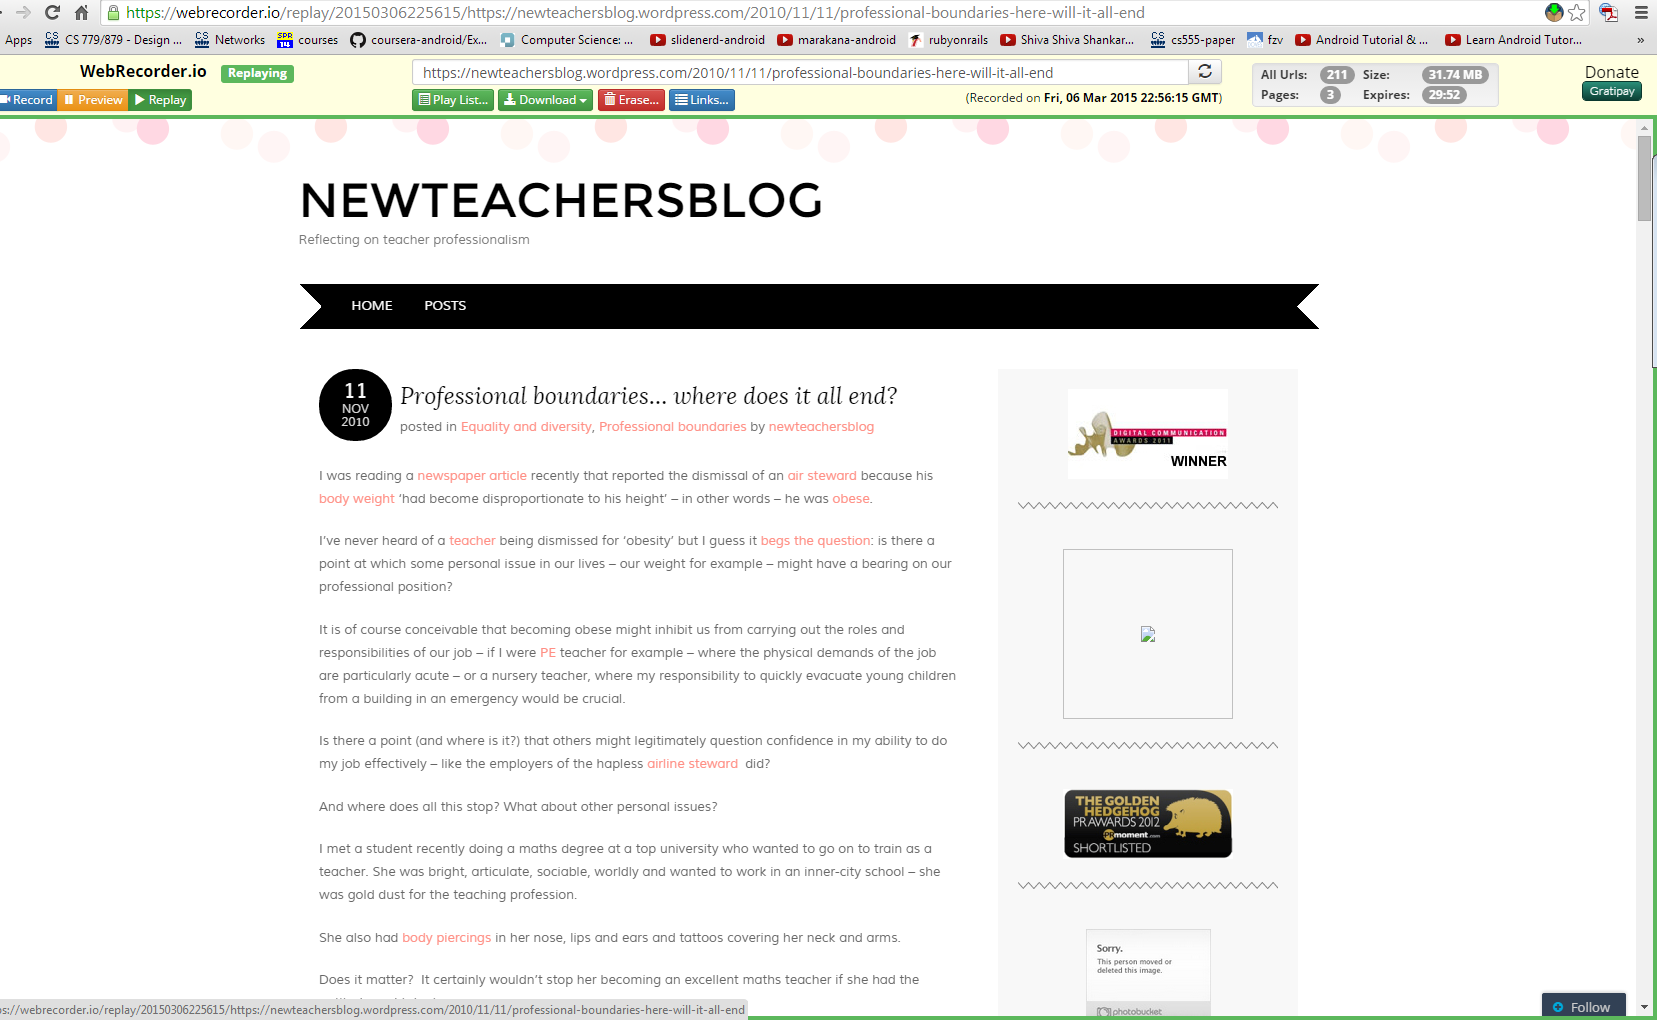 https://webrecorder.io/replay/20150306225615/https://newteachersblog.wordpress.com/2010/11/11/professional-boundaries-here-will-it-all-end
Apps CS 779/879 - Design ... Networks courses coursera-android/Ex... Computer Science: ... slidenerd-android marakana-android rubyonrails Shiva Shiva Shankar... cs555-paper fzv Android Tutorial & ... Learn Android Tutor... »
WebRecorder.io Replaying https://newteachersblog.wordpress.com/2010/11/11/professional-boundaries-here-will-it-all-end All Urls: 211 Size: 31.74 MB Donate
Record Preview Replay Play List... Download Erase... Links... (Recorded on Fri, 06 Mar 2015 22:56:15 GMT) Pages: 3 Expires: 29:52 Gratipay
NEWTEACHERSBLOG
Reflecting on teacher professionalism
HOME POSTS
11
NOV
2010
Professional boundaries... where does it all end?
posted in Equality and diversity, Professional boundaries by newteachersblog
I was reading a newspaper article recently that reported the dismissal of an air steward because his
body weight ‘had become disproportionate to his height’ – in other words – he was obese.
I’ve never heard of a teacher being dismissed for ‘obesity’ but I guess it begs the question: is there a
point at which some personal issue in our lives – our weight for example – might have a bearing on our
professional position?
It is of course conceivable that becoming obese might inhibit us from carrying out the roles and
responsibilities of our job – if I were PE teacher for example – where the physical demands of the job
are particularly acute – or a nursery teacher, where my responsibility to quickly evacuate young children
from a building in an emergency would be crucial.
Is there a point (and where is it?) that others might legitimately question confidence in my ability to do
my job effectively – like the employers of the hapless airline steward did?
And where does all this stop? What about other personal issues?
I met a student recently doing a maths degree at a top university who wanted to go on to train as a
teacher. She was bright, articulate, sociable, worldly and wanted to work in an inner-city school – she
was gold dust for the teaching profession.
She also had body piercings in her nose, lips and ears and tattoos covering her neck and arms.
Does it matter? It certainly wouldn’t stop her becoming an excellent maths teacher if she had the
DIGITAL COMMUNICATION
AWARDS 2011
WINNER
THE GOLDEN
HEDGEHOG
PR AWARDS 2012
PRmoment.com
SHORTLISTED
Sorry.
This person moved or
deleted this image.
photobucket
Follow
s://webrecorder.io/replay/20150306225615/https://newteachersblog.wordpress.com/2010/11/11/professional-boundaries-here-will-it-all-end